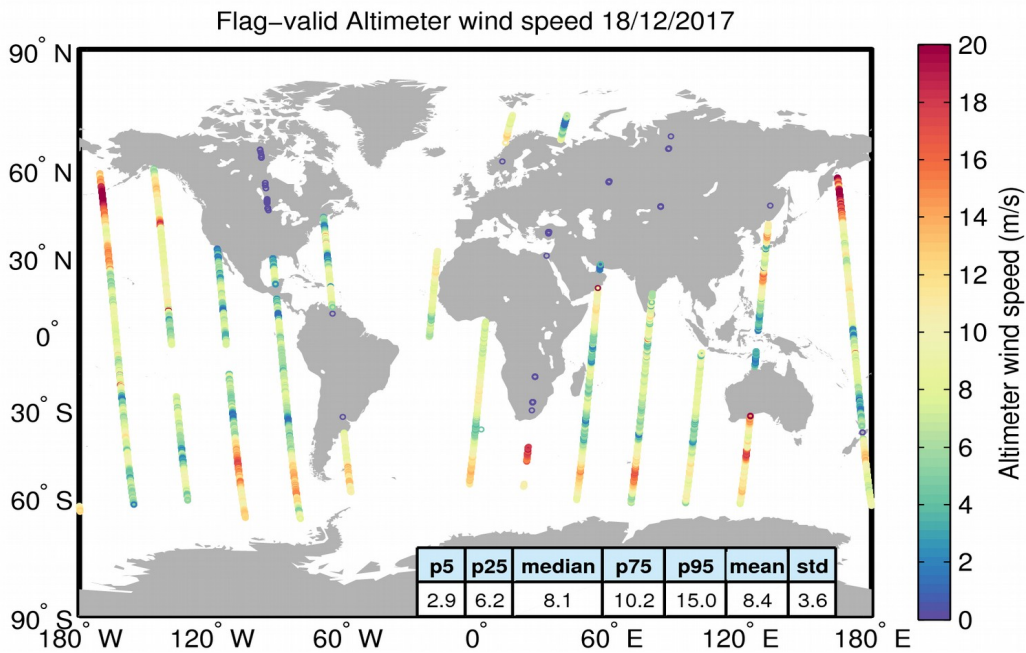 Flag−valid Altimeter wind speed 18/12/2017
90° N
60° N
30° N
0°
30° S
60° S
90° S
180° W
120° W
60° W
0°
60° E
120° E
180° E
p5 p25 median p75 p95 mean std
2.9 6.2 8.1 10.2 15.0 8.4 3.6
20
18
16
14
12
10
8
6
4
2
0
Altimeter wind speed (m/s)